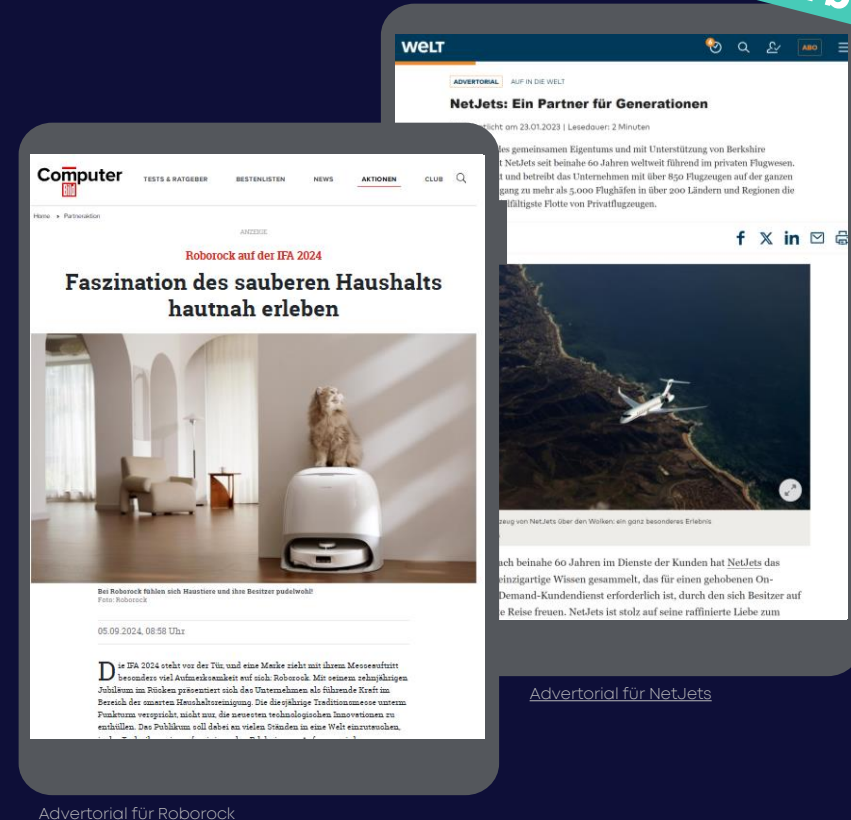 Computer
Bild
TESTS & RATGEBER BESTENLISTEN NEWS AKTIONEN CLUB
Home ▸ Partneraktion
ANZEIGE
Roborock auf der IFA 2024
Faszination des sauberen Haushalts
hautnah erleben
Bei Roborock fühlen sich Haustiere und ihre Besitzer pudelwohl!
Foto: Roborock
05.09.2024, 08:58 Uhr
Die IFA 2024 steht vor der Tür, und eine Marke zieht mit ihrem Messeauftritt
besonders viel Aufmerksamkeit auf sich: Roborock. Mit seinem zehnjährigen
Jubiläum im Rücken präsentiert sich das Unternehmen als führende Kraft im
Bereich der smarten Haushaltsreinigung. Die diesjährige Traditionsmesse unterm
Funkturm verspricht, nicht nur, die neuesten technologischen Innovationen zu
enthüllen. Das Publikum soll dabei an vielen Ständen in eine Welt einzutauchen,
Advertorial für Roborock
WELT
ABO
ADVERTORIAL AUF IN DIE WELT
NetJets: Ein Partner für Generationen
licht am 23.01.2023 | Lesedauer: 2 Minuten
des gemeinsamen Eigentums und mit Unterstützung von Berkshire
t NetJets seit beinahe 60 Jahren weltweit führend im privaten Flugwesen.
t und betreibt das Unternehmen mit über 850 Flugzeugen auf der ganzen
gang zu mehr als 5.000 Flughäfen in über 200 Ländern und Regionen die
lfältigste Flotte von Privatflugzeugen.
zeug von NetJets über den Wolken: ein ganz besonderes Erlebnis
ach beinahe 60 Jahren im Dienste der Kunden hat NetJets das
einzigartige Wissen gesammelt, das für einen gehobenen On-
Demand-Kundendienst erforderlich ist, durch den sich Besitzer auf
e Reise freuen. NetJets ist stolz auf seine raffinierte Liebe zum
Advertorial für NetJets